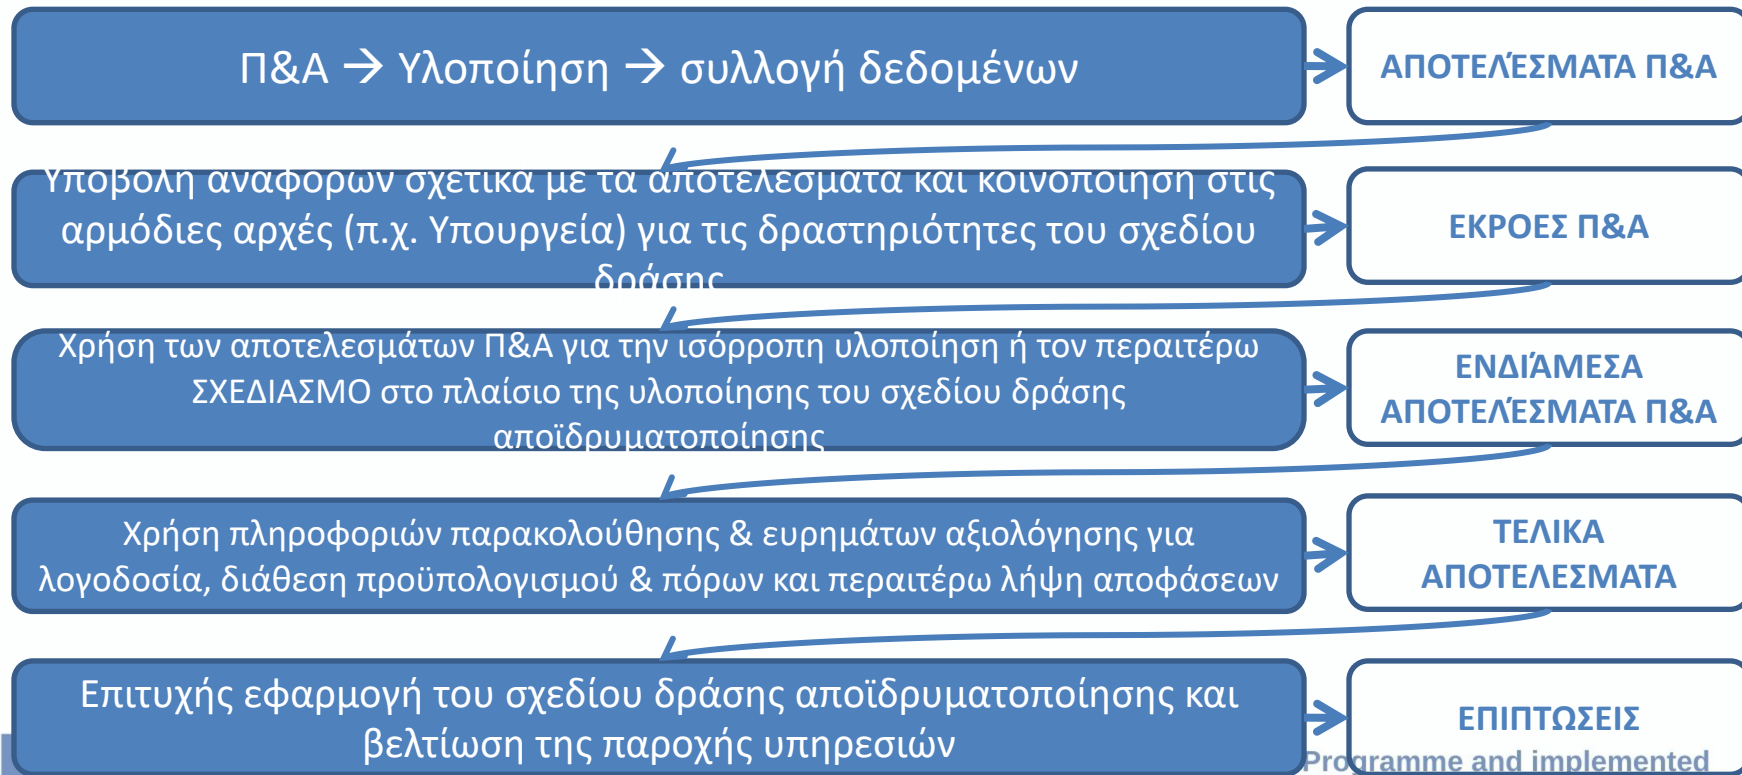 Π&Α → Υλοποίηση → συλλογή δεδομένων
ΑΠΟΤΕΛΈΣΜΑΤΑ Π&Α
Υποβολή αναφορών σχετικά με τα αποτελέσματα και κοινοποίηση στις
αρμόδιες αρχές (π.χ. Υπουργεία) για τις δραστηριότητες του σχεδίου
δράσης
ΕΚΡΟΕΣ Π&Α
Χρήση των αποτελεσμάτων Π&Α για την ισόρροπη υλοποίηση ή τον περαιτέρω
ΣΧΕΔΙΑΣΜΟ στο πλαίσιο της υλοποίησης του σχεδίου δράσης
αποϊδρυματοποίησης
ΕΝΔΙΆΜΕΣΑ
ΑΠΟΤΕΛΈΣΜΑΤΑ Π&Α
Χρήση πληροφοριών παρακολούθησης & ευρημάτων αξιολόγησης για
λογοδοσία, διάθεση προϋπολογισμού & πόρων και περαιτέρω λήψη αποφάσεων
ΤΕΛΙΚΑ
ΑΠΟΤΕΛΕΣΜΑΤΑ
Επιτυχής εφαρμογή του σχεδίου δράσης αποϊδρυματοποίησης και
βελτίωση της παροχής υπηρεσιών
ΕΠΙΠΤΩΣΕΙΣ
Programme and implemented